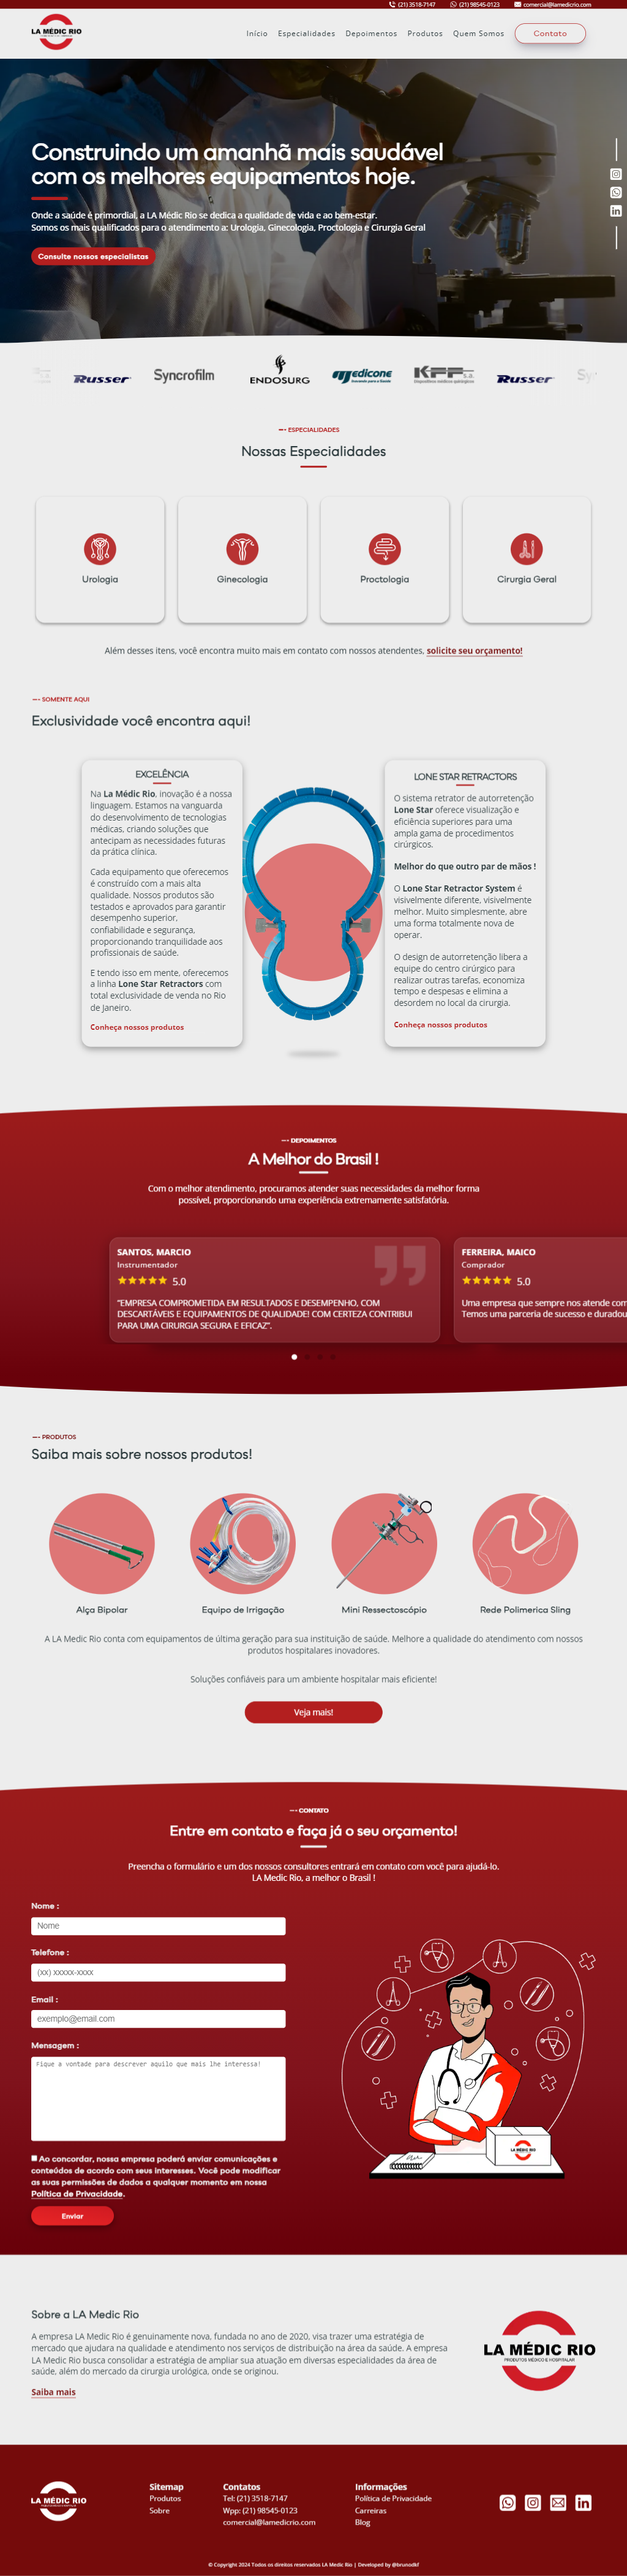 (21) 3518-7147 (21) 98545-0123 comercial@lamedicrio.com
LA MÉDIC RIO
Início Especialidades Depoimentos Produtos Quem Somos Contato
Construindo um amanhã mais saudável
com os melhores equipamentos hoje.
Onde a saúde é primordial, a LA Médic Rio se dedica a qualidade de vida e ao bem-estar.
Somos os mais qualificados para o atendimento a: Urologia, Ginecologia, Proctologia e Cirurgia Geral
Consulte nossos especialistas
Russer Syncrofilm ENDOSURG Medicone KFF s.a. Russer
ESPECIALIDADES
Nossas Especialidades
Urologia
Ginecologia
Proctologia
Cirurgia Geral
Além desses itens, você encontra muito mais em contato com nossos atendentes, solicite seu orçamento!
SOMENTE AQUI
Exclusividade você encontra aqui!
EXCELÊNCIA
Na La Médic Rio, inovação é a nossa
linguagem. Estamos na vanguarda
do desenvolvimento de tecnologias
médicas, criando soluções que
antecipam as necessidades futuras
da prática clínica.
Cada equipamento que oferecemos
é construído com a mais alta
qualidade. Nossos produtos são
testados e aprovados para garantir
desempenho superior,
confiabilidade e segurança,
proporcionando tranquilidade aos
profissionais de saúde.
E tendo isso em mente, oferecemos
a linha Lone Star Retractors com
total exclusividade de venda no Rio
de Janeiro.
Conheça nossos produtos
LONE STAR RETRACTORS
O sistema retrator de autorretenção
Lone Star oferece visualização e
eficiência superiores para uma
ampla gama de procedimentos
cirúrgicos.
Melhor do que outro par de mãos !
O Lone Star Retractor System é
visivelmente diferente, visivelmente
melhor. Muito simplesmente, abre
uma forma totalmente nova de
operar.
O design de autorretenção libera a
equipe do centro cirúrgico para
realizar outras tarefas, economiza
tempo e despesas e elimina a
desordem no local da cirurgia.
Conheça nossos produtos
DEPOIMENTOS
A Melhor do Brasil !
Com o melhor atendimento, procuramos atender suas necessidades da melhor forma
possível, proporcionando uma experiência extremamente satisfatória.
SANTOS, MARCIO
Instrumentador
5.0
"EMPRESA COMPROMETIDA EM RESULTADOS E DESEMPENHO, COM
DESCARTÁVEIS E EQUIPAMENTOS DE QUALIDADE! COM CERTEZA CONTRIBUI
PARA UMA CIRURGIA SEGURA E EFICAZ".
FERREIRA, MAICO
Comprador
5.0
Uma empresa que sempre nos atende com
Temos uma parceria de sucesso e duradou
PRODUTOS
Saiba mais sobre nossos produtos!
Alça Bipolar
Equipo de Irrigação
Mini Ressectoscópio
Rede Polimerica Sling
A LA Medic Rio conta com equipamentos de última geração para sua instituição de saúde. Melhore a qualidade do atendimento com nossos
produtos hospitalares inovadores.
Soluções confiáveis para um ambiente hospitalar mais eficiente!
Veja mais!
CONTATO
Entre em contato e faça já o seu orçamento!
Preencha o formulário e um dos nossos consultores entrará em contato com você para ajudá-lo.
LA Medic Rio, a melhor o Brasil !
Nome :
Nome
Telefone :
(xx) xxxxx-xxxx
Email :
exemplo@email.com
Mensagem :
Fique a vontade para descrever aquilo que mais lhe interessa!
Ao concordar, nossa empresa poderá enviar comunicações e
conteúdos de acordo com seus interesses. Você pode modificar
as suas permissões de dados a qualquer momento em nossa
Política de Privacidade.
Enviar
LA MÉDIC RIO
Sobre a LA Medic Rio
A empresa LA Medic Rio é genuinamente nova, fundada no ano de 2020, visa trazer uma estratégia de
mercado que ajudara na qualidade e atendimento nos serviços de distribuição na área da saúde. A empresa
LA Medic Rio busca consolidar a estratégia de ampliar sua atuação em diversas especialidades da área de
saúde, além do mercado da cirurgia urológica, onde se originou.
Saiba mais
LA MÉDIC RIO
PRODUTOS MÉDICO E HOSPITALAR
LA MÉDIC RIO
Sitemap
Produtos
Sobre
Contatos
Tel: (21) 3518-7147
Wpp: (21) 98545-0123
comercial@lamedicrio.com
Informações
Política de Privacidade
Carreiras
Blog
© Copyright 2024 Todos os direitos reservados LA Medic Rio | Developed by @brunodkf